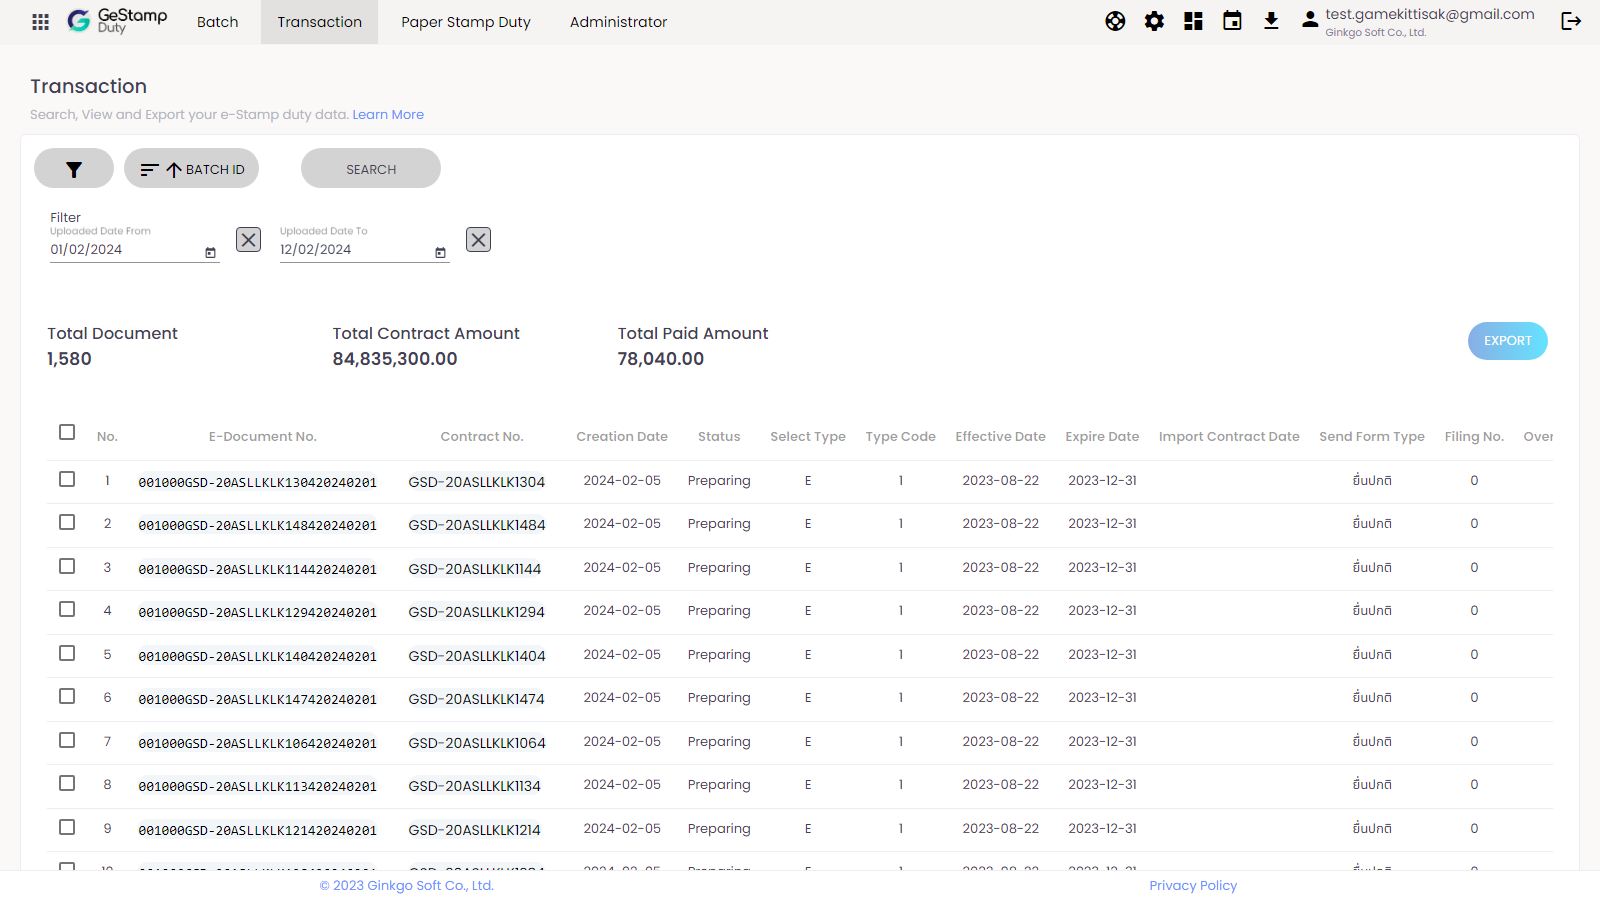 GeStamp
Duty
Batch
Transaction
Paper Stamp Duty
Administrator
test.gamekittisak@gmail.com
Ginkgo Soft Co., Ltd.
Transaction
Search, View and Export your e-Stamp duty data. Learn More
BATCH ID
SEARCH
Filter
Uploaded Date From
01/02/2024
Uploaded Date To
12/02/2024
Total Document
1,580
Total Contract Amount
84,835,300.00
Total Paid Amount
78,040.00
EXPORT
No. E-Document No. Contract No. Creation Date Status Select Type Type Code Effective Date Expire Date Import Contract Date Send Form Type Filing No. Over
1 001000GSD-20ASLLKLK130420240201 GSD-20ASLLKLK1304 2024-02-05 Preparing E 1 2023-08-22 2023-12-31 ยื่นปกติ 0
2 001000GSD-20ASLLKLK148420240201 GSD-20ASLLKLK1484 2024-02-05 Preparing E 1 2023-08-22 2023-12-31 ยื่นปกติ 0
3 001000GSD-20ASLLKLK114420240201 GSD-20ASLLKLK1144 2024-02-05 Preparing E 1 2023-08-22 2023-12-31 ยื่นปกติ 0
4 001000GSD-20ASLLKLK129420240201 GSD-20ASLLKLK1294 2024-02-05 Preparing E 1 2023-08-22 2023-12-31 ยื่นปกติ 0
5 001000GSD-20ASLLKLK140420240201 GSD-20ASLLKLK1404 2024-02-05 Preparing E 1 2023-08-22 2023-12-31 ยื่นปกติ 0
6 001000GSD-20ASLLKLK147420240201 GSD-20ASLLKLK1474 2024-02-05 Preparing E 1 2023-08-22 2023-12-31 ยื่นปกติ 0
7 001000GSD-20ASLLKLK106420240201 GSD-20ASLLKLK1064 2024-02-05 Preparing E 1 2023-08-22 2023-12-31 ยื่นปกติ 0
8 001000GSD-20ASLLKLK113420240201 GSD-20ASLLKLK1134 2024-02-05 Preparing E 1 2023-08-22 2023-12-31 ยื่นปกติ 0
9 001000GSD-20ASLLKLK121420240201 GSD-20ASLLKLK1214 2024-02-05 Preparing E 1 2023-08-22 2023-12-31 ยื่นปกติ 0
© 2023 Ginkgo Soft Co., Ltd.
Privacy Policy